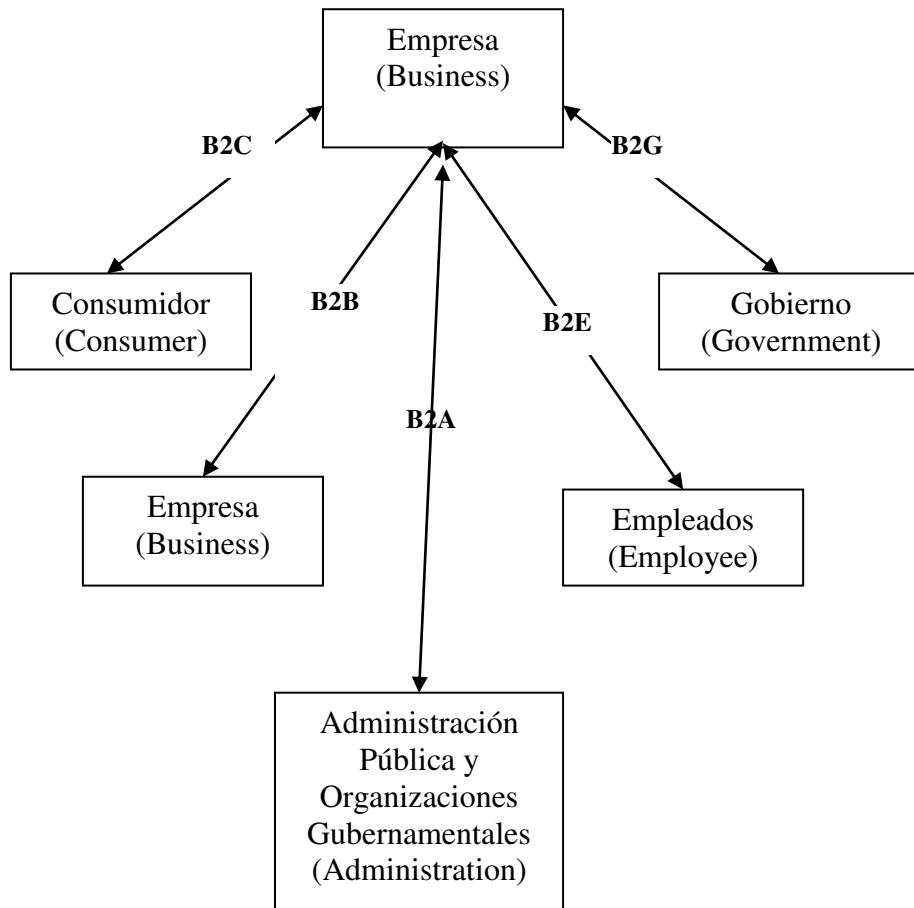 Empresa
(Business)
B2C
B2G
Consumidor
(Consumer)
B2B
B2E
Gobierno
(Government)
B2A
Empresa
(Business)
Empleados
(Employee)
Administración
Pública y
Organizaciones
Gubernamentales
(Administration)